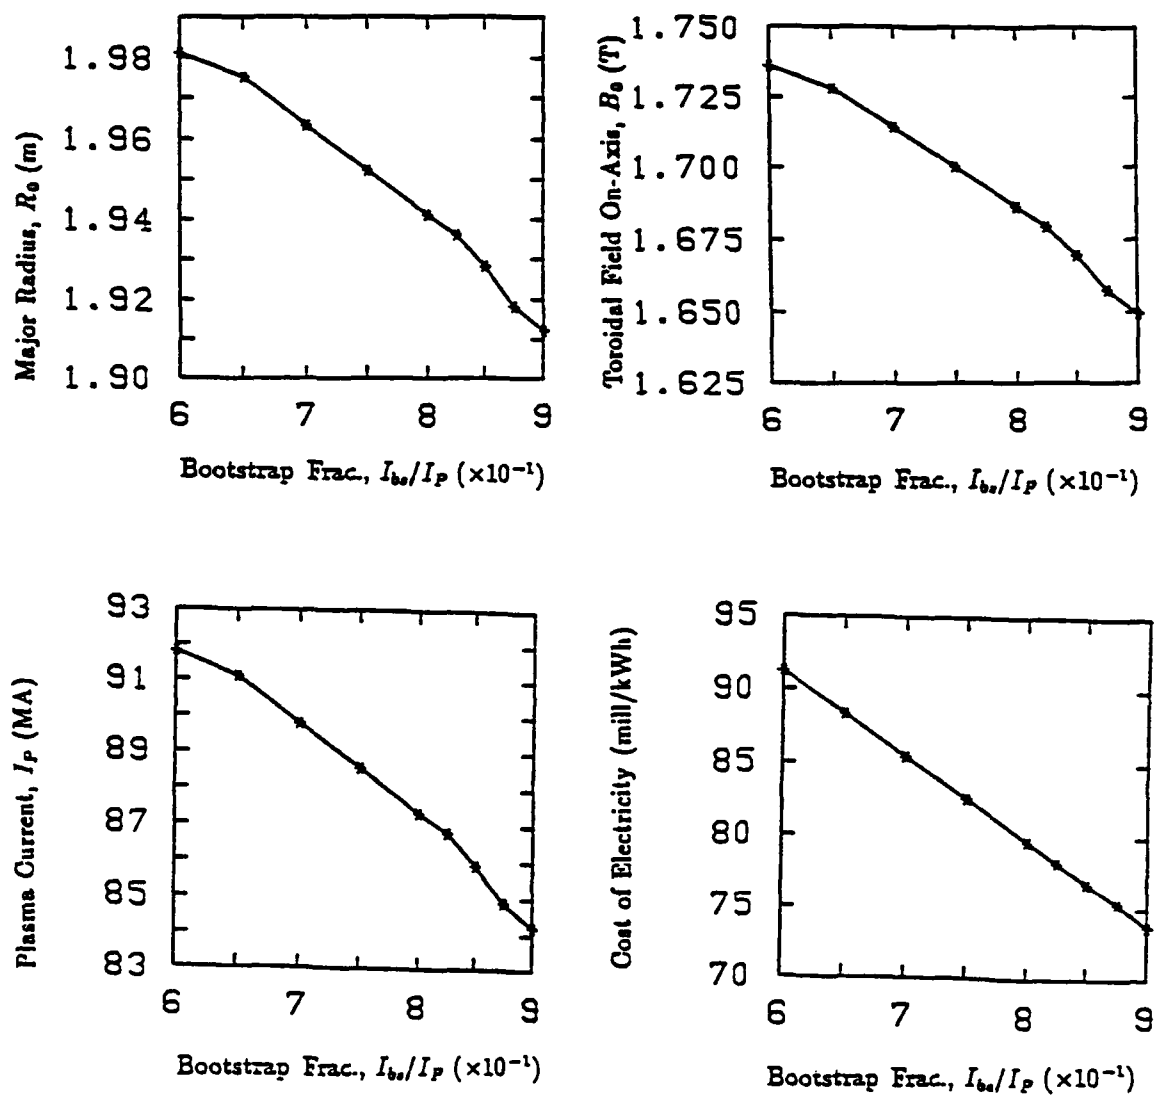 1.98
1.96
1.94
1.92
1.90
Major Radius, R₀ (m)
6 7 8 9
Bootstrap Frac., I_bs/I_P (×10⁻¹)
1.750
1.725
1.700
1.675
1.650
1.625
Toroidal Field On-Axis, B₀ (T)
6 7 8 9
Bootstrap Frac., I_bs/I_P (×10⁻¹)
93
91
89
87
85
83
Plasma Current, I_P (MA)
6 7 8 9
Bootstrap Frac., I_bs/I_P (×10⁻¹)
95
90
85
80
75
70
Cost of Electricity (mill/kWh)
6 7 8 9
Bootstrap Frac., I_bs/I_P (×10⁻¹)